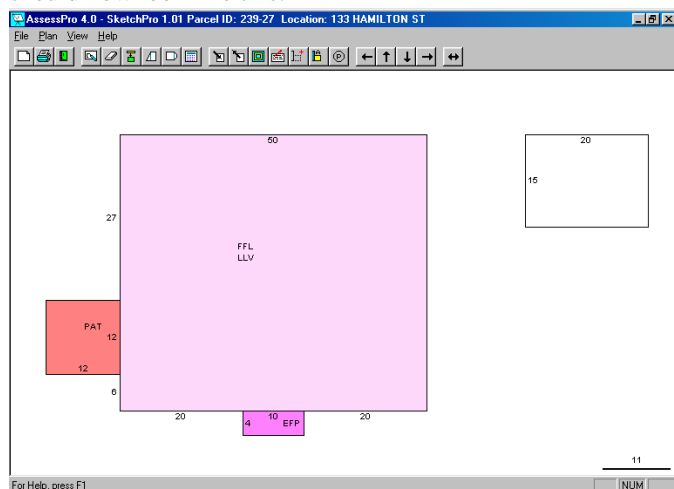 AssessPro 4.0 - SketchPro 1.01 Parcel ID: 239-27 Location: 133 HAMILTON ST
File Plan View Help
50
20
15
27
FFL
LLV
PAT
12
12
6
20
10
20
4
EFP
11
For Help, press F1
NUM